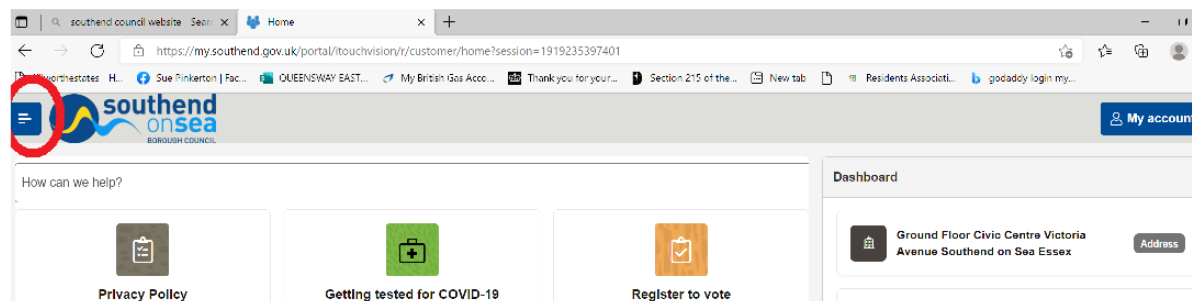 southend council website Sear
Home
https://my.southend.gov.uk/portal/itouchvision/r/customer/home?session=1919235397401
H... Sue Pinkerton | Fac... QUEENSWAY EAST... My British Gas Acco... Thank you for your... Section 215 of the... New tab Residents Associati... godaddy login my...
southend
onsea
BOROUGH COUNCIL
My account
How can we help?
Dashboard
Ground Floor Civic Centre Victoria
Avenue Southend on Sea Essex
Address
Privacy Policy
Getting tested for COVID-19
Register to vote